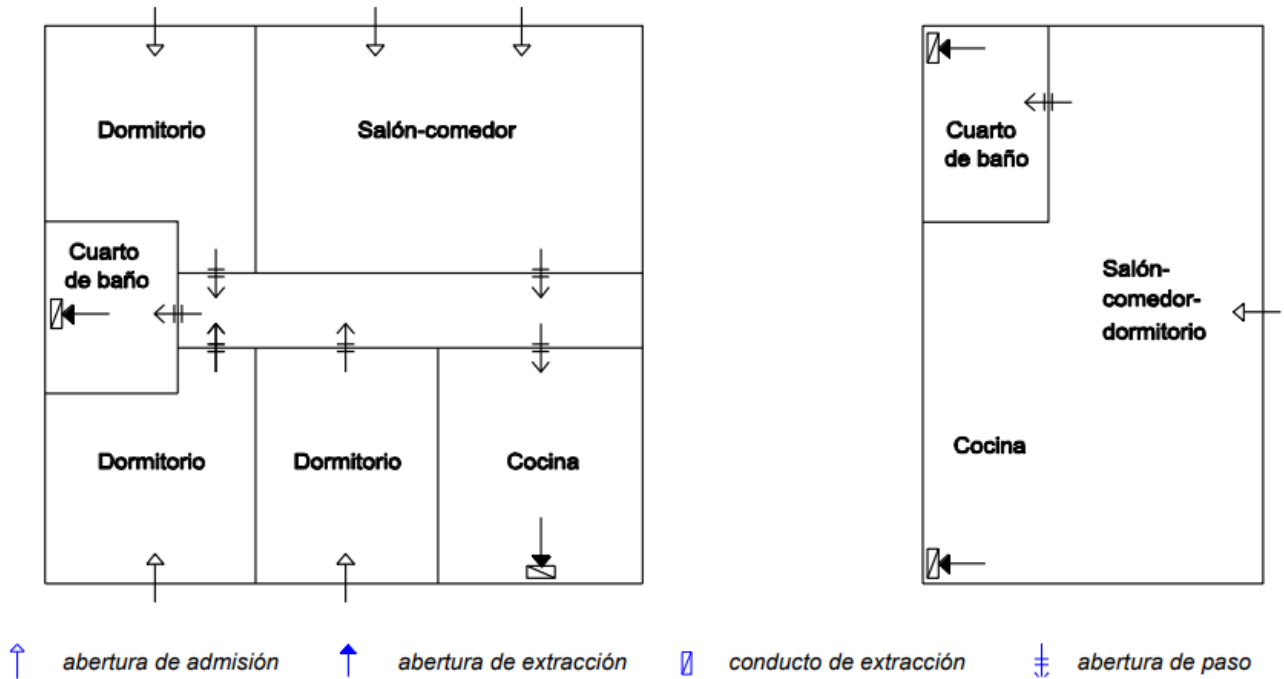 Dormitorio
Salón-comedor
Cuarto
de baño
Dormitorio
Dormitorio
Cocina
Cuarto
de baño
Salón-
comedor-
dormitorio
Cocina
abertura de admisión
abertura de extracción
conducto de extracción
abertura de paso